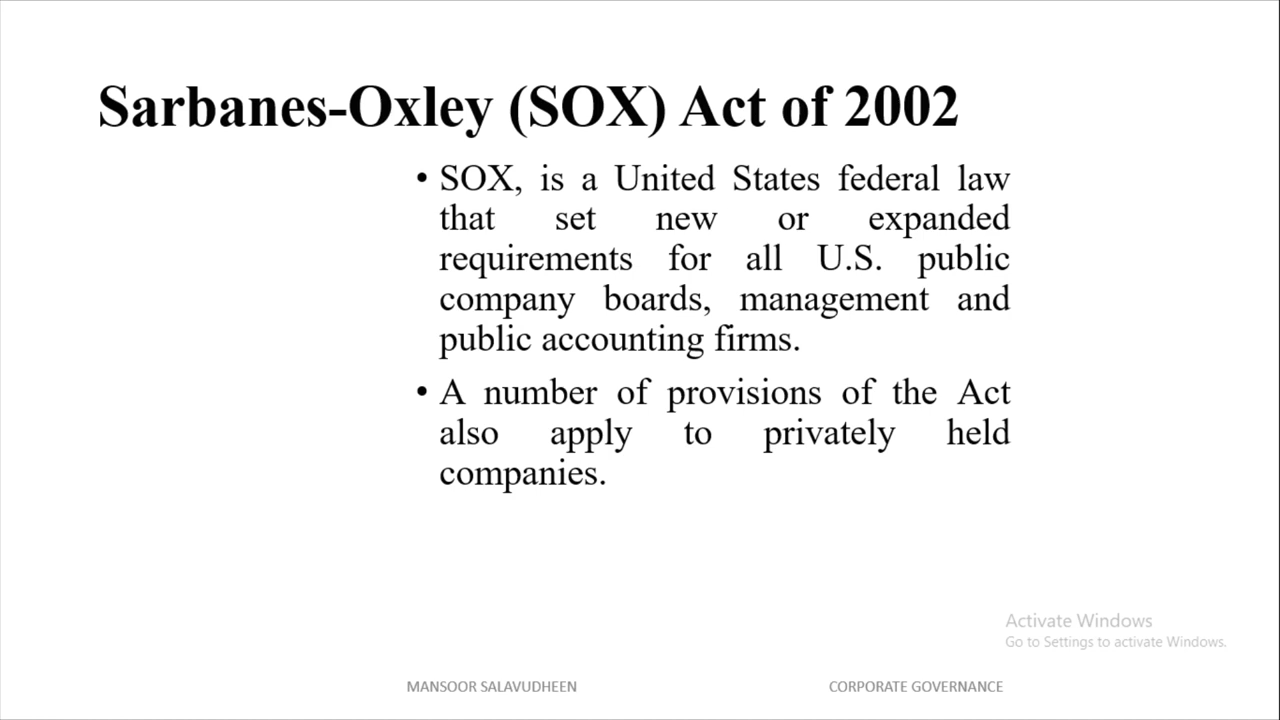 Sarbanes-Oxley (SOX) Act of 2002
• SOX, is a United States federal law
that set new or expanded
requirements for all U.S. public
company boards, management and
public accounting firms.
• A number of provisions of the Act
also apply to privately held
companies.
Activate Windows
Go to Settings to activate Windows.
MANSOOR SALAVUDHEEN CORPORATE GOVERNANCE